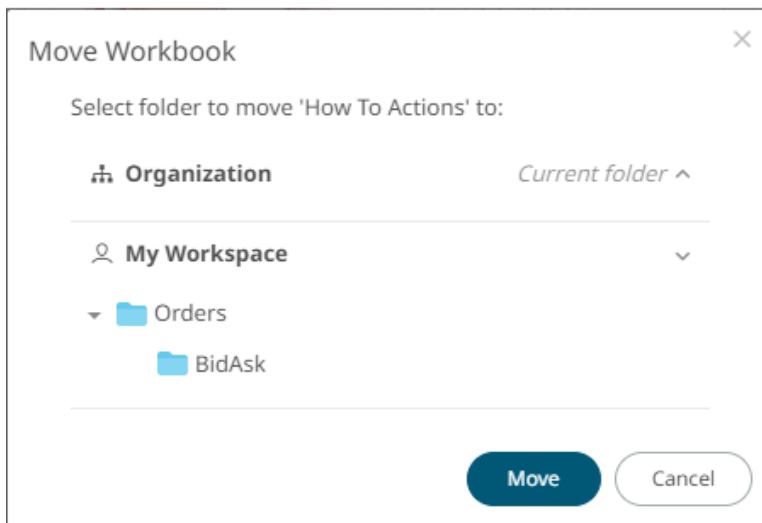 Move Workbook
Select folder to move 'How To Actions' to:
Organization Current folder
My Workspace
Orders
BidAsk
Move Cancel